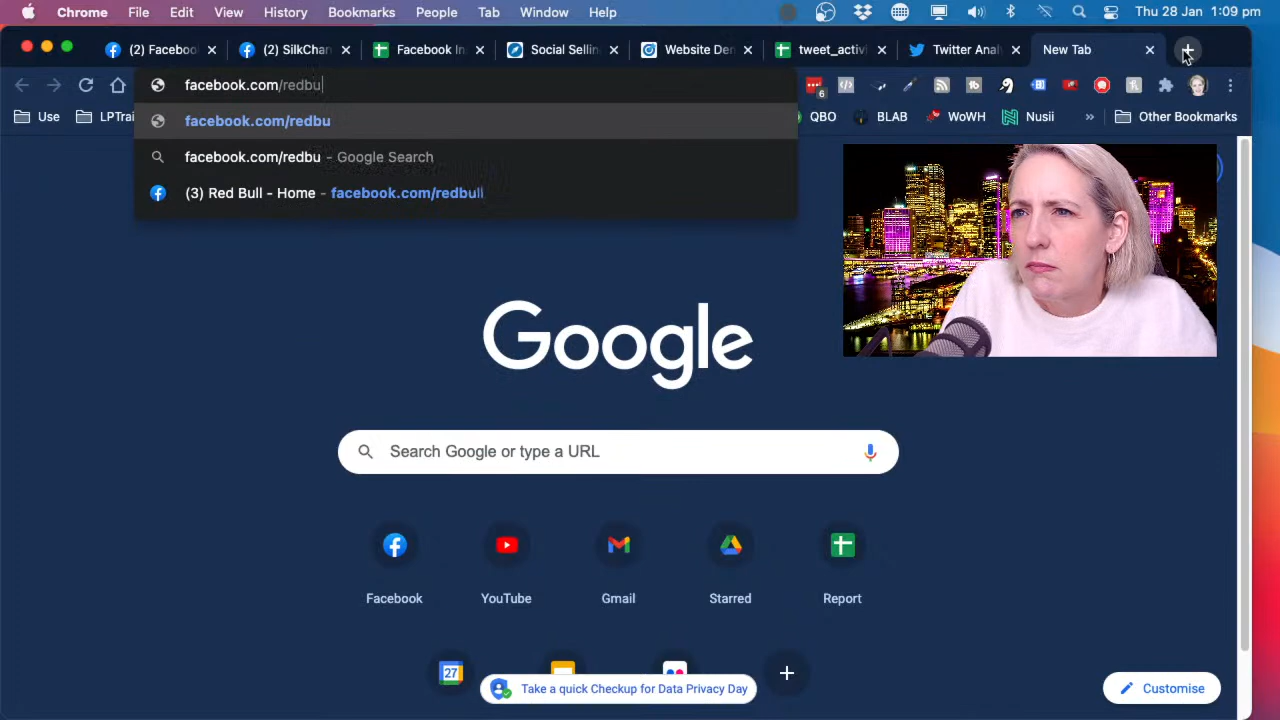 Chrome File Edit View History Bookmarks People Tab Window Help Thu 28 Jan 1:09 pm
(2) Faceboo (2) SilkChar Facebook In Social Sellin Website Der tweet_activi Twitter Anal New Tab
facebook.com/redbu
6
facebook.com/redbu
Use LPTrai QBO BLAB WoWH Nusii » Other Bookmarks
facebook.com/redbu - Google Search
(3) Red Bull - Home - facebook.com/redbull
Google
Search Google or type a URL
Facebook YouTube Gmail Starred Report
27
Take a quick Checkup for Data Privacy Day
Customise